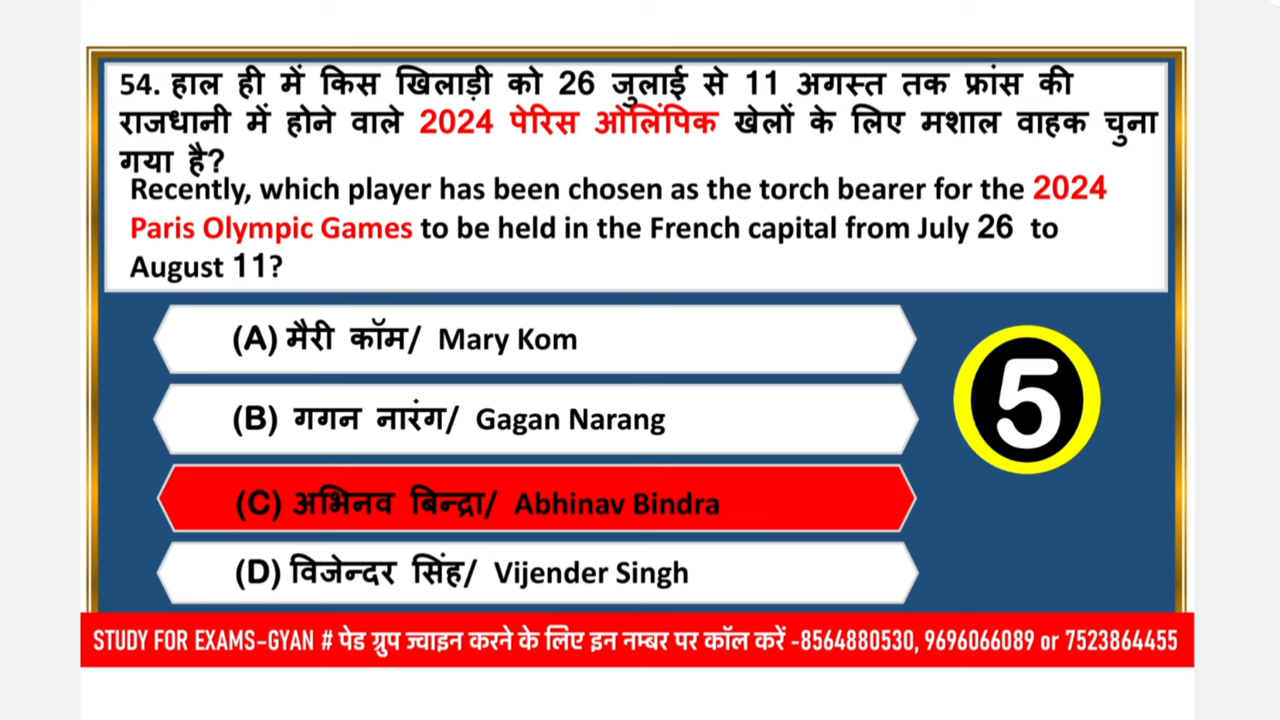 54. हाल ही में किस खिलाड़ी को 26 जुलाई से 11 अगस्त तक फ्रांस की
राजधानी में होने वाले 2024 पेरिस ओलिंपिक खेलों के लिए मशाल वाहक चुना
गया है?
Recently, which player has been chosen as the torch bearer for the 2024
Paris Olympic Games to be held in the French capital from July 26 to
August 11?
(A) मैरी कॉम/ Mary Kom
(B) गगन नारंग/ Gagan Narang
(C) अभिनव बिन्द्रा/ Abhinav Bindra
(D) विजेन्दर सिंह/ Vijender Singh
5
STUDY FOR EXAMS-GYAN # पेड ग्रुप ज्वाइन करने के लिए इन नम्बर पर कॉल करें -8564880530, 9696066089 or 7523864455